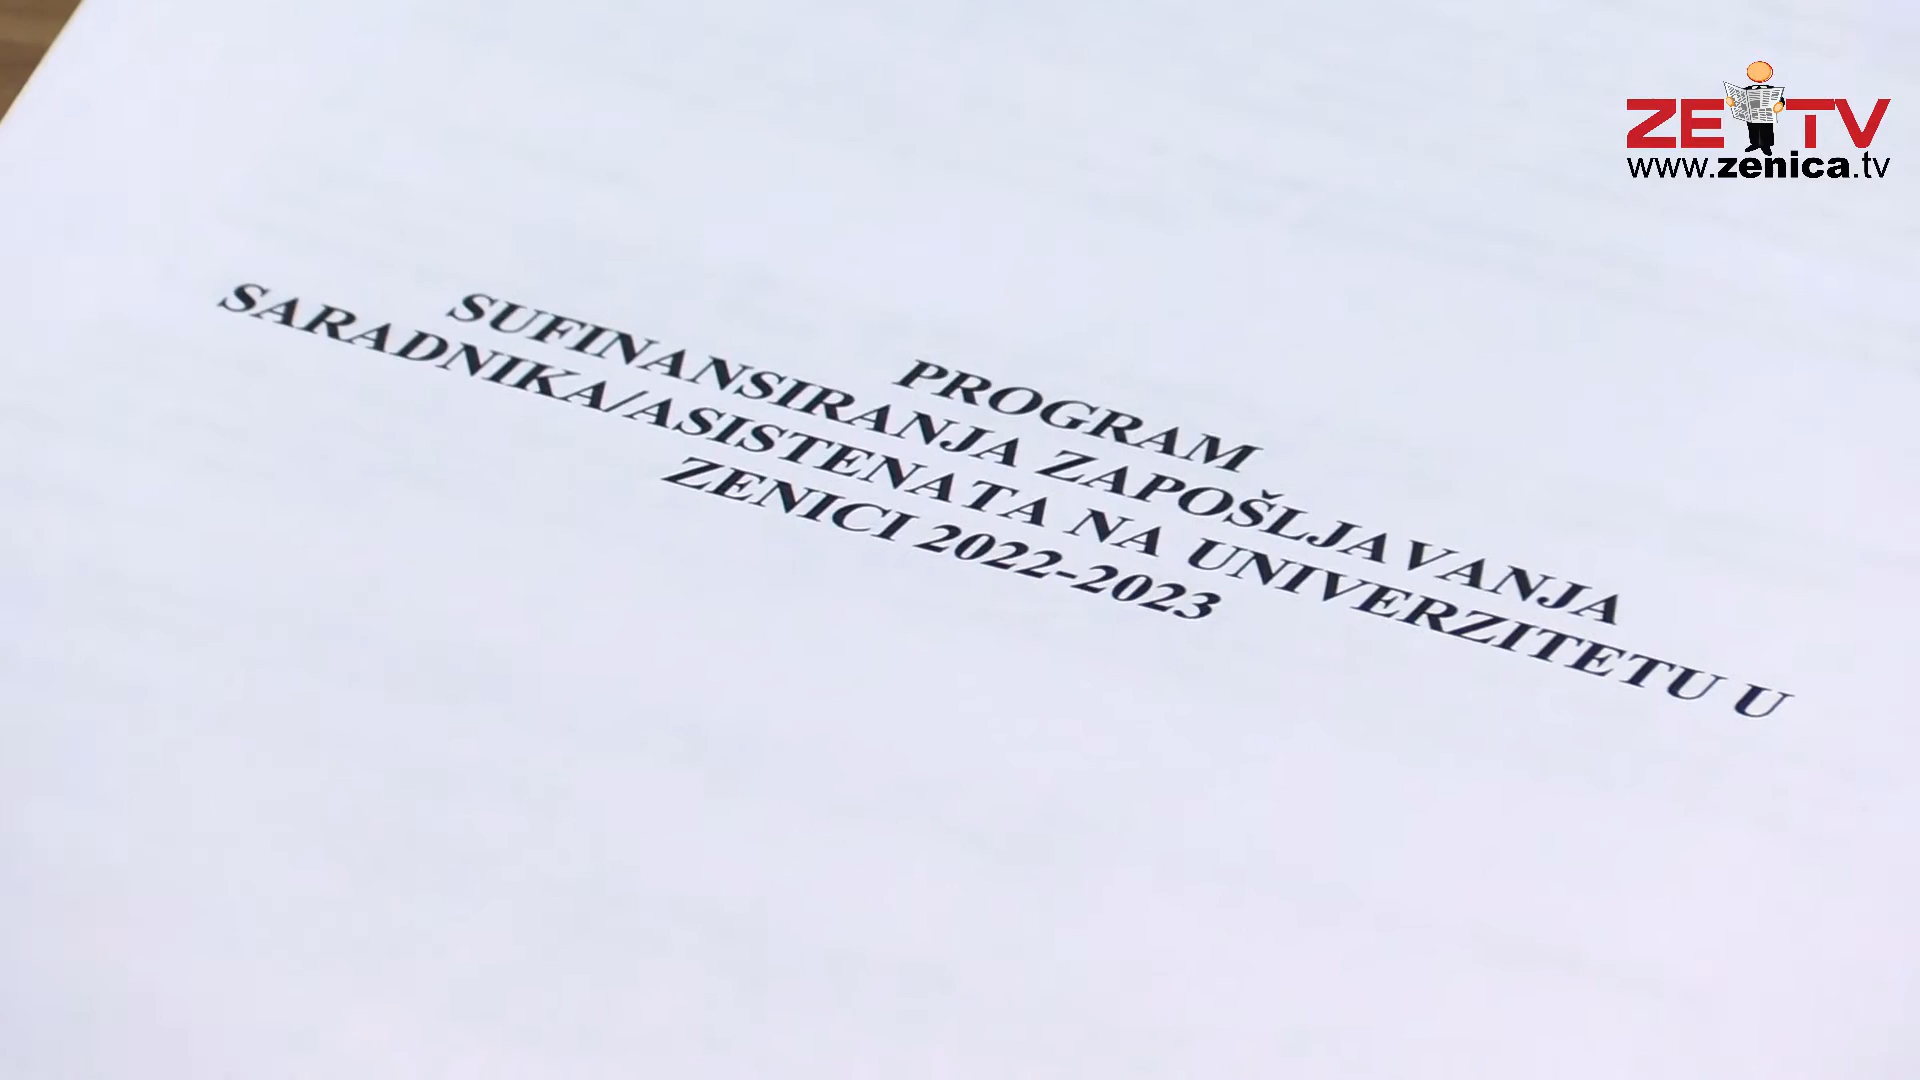 ZE TV
www.zenica.tv
PROGRAM
SUFINANSIRANJA ZAPOŠLJAVANJA
SARADNIKA/ASISTENATA NA UNIVERZITETU U
ZENICI 2022-2023